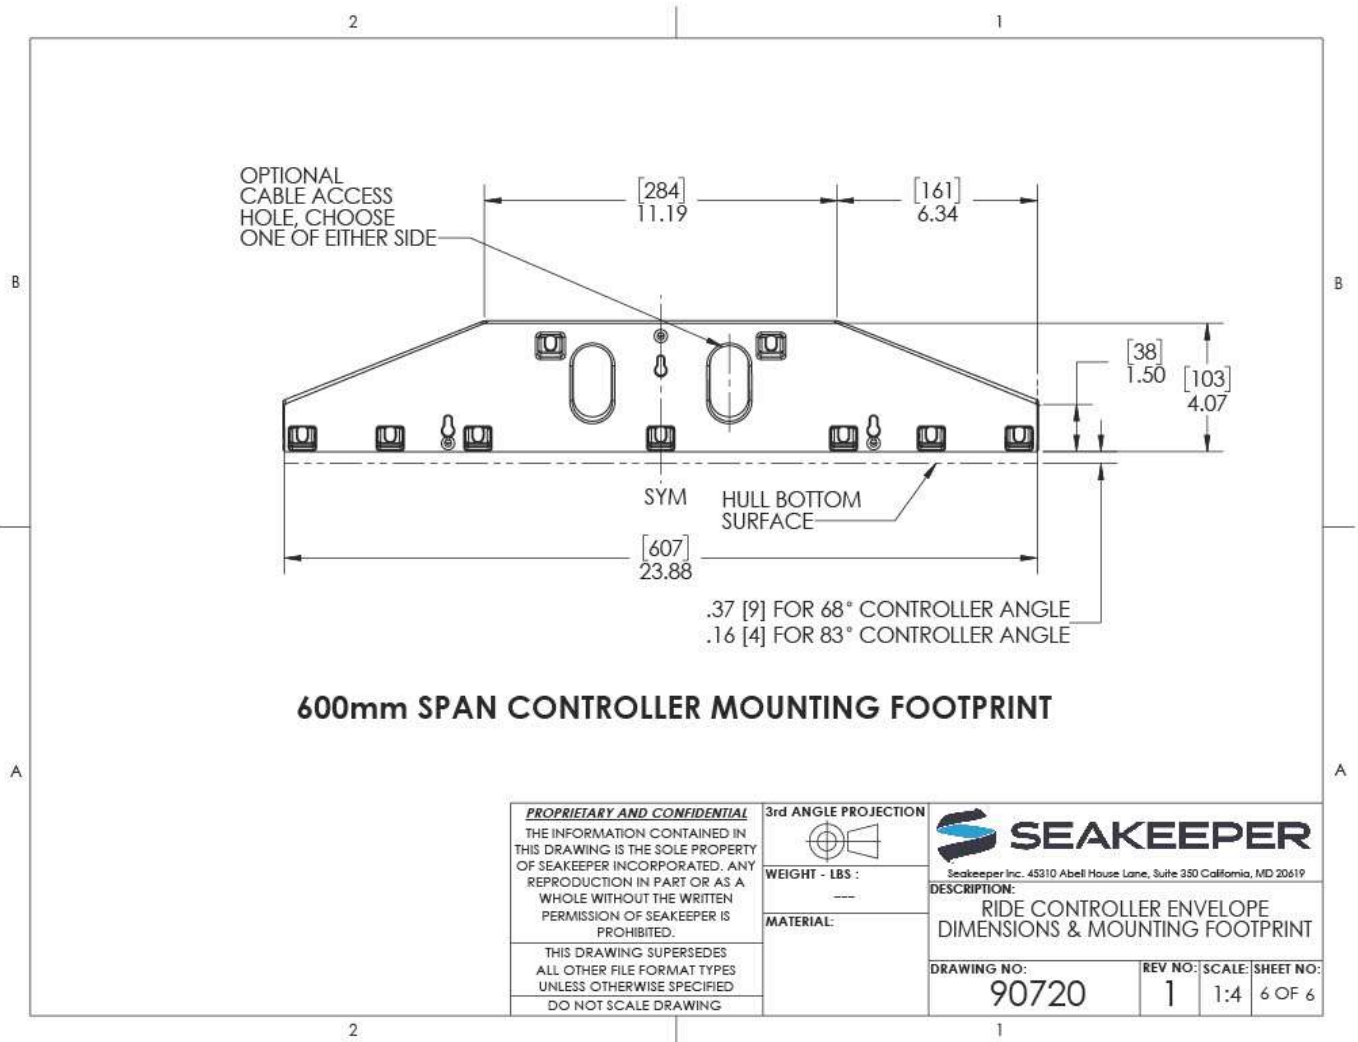 2
1
OPTIONAL
CABLE ACCESS
HOLE, CHOOSE
ONE OF EITHER SIDE
[284]
11.19
[161]
6.34
B
B
[38]
1.50
[103]
4.07
SYM
HULL BOTTOM
SURFACE
[607]
23.88
.37 [9] FOR 68° CONTROLLER ANGLE
.16 [4] FOR 83° CONTROLLER ANGLE
600mm SPAN CONTROLLER MOUNTING FOOTPRINT
A
A
PROPRIETARY AND CONFIDENTIAL
THE INFORMATION CONTAINED IN
THIS DRAWING IS THE SOLE PROPERTY
OF SEAKEEPER INCORPORATED. ANY
REPRODUCTION IN PART OR AS A
WHOLE WITHOUT THE WRITTEN
PERMISSION OF SEAKEEPER IS
PROHIBITED.
THIS DRAWING SUPERSEDES
ALL OTHER FILE FORMAT TYPES
UNLESS OTHERWISE SPECIFIED
DO NOT SCALE DRAWING
3rd ANGLE PROJECTION
WEIGHT - LBS :
---
MATERIAL:
SEAKEEPER
Seakeeper Inc. 45310 Abell House Lane, Suite 350 California, MD 20619
DESCRIPTION:
RIDE CONTROLLER ENVELOPE
DIMENSIONS & MOUNTING FOOTPRINT
DRAWING NO:
90720
REV NO:
1
SCALE:
1:4
SHEET NO:
6 OF 6
2
1